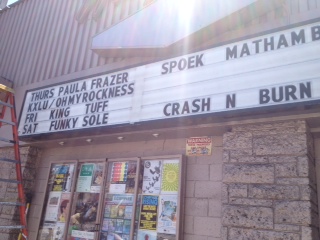 THURS PAULA FRAZER
KXLU/OHMYROCKNESS
FRI KING TUFF
SAT FUNKY SOLE
SPOEK MATHAMB
CRASH N BURN